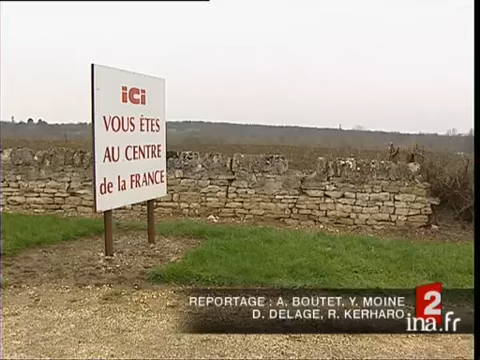 ici
VOUS ÊTES
AU CENTRE
de la FRANCE
REPORTAGE : A. BOUTET, Y. MOINE
D. DELAGE, R. KERHARO
2
ina.fr